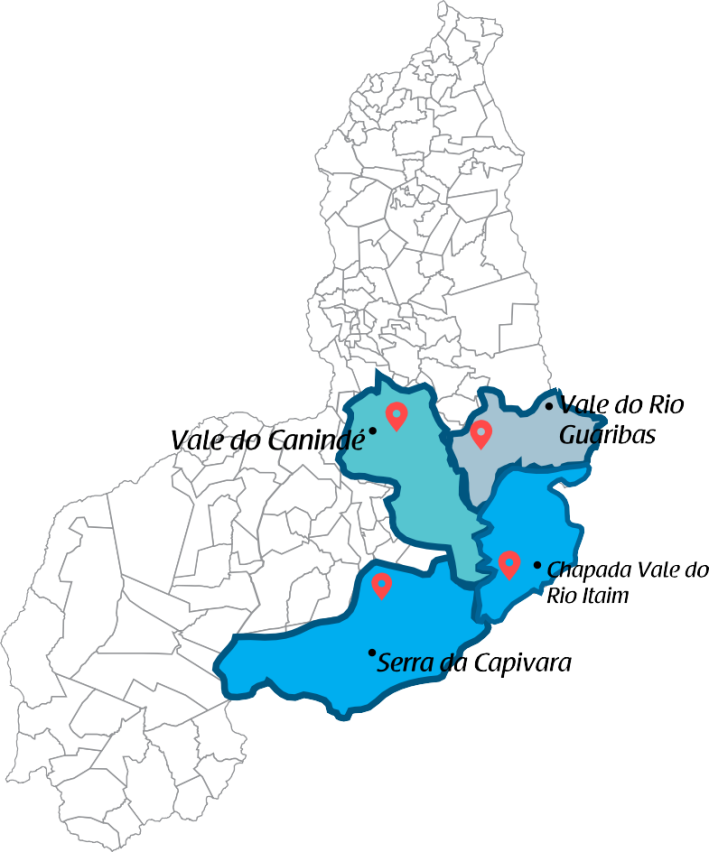 Vale do Rio
Guaribas
Vale do Canindé
Chapada Vale do
Rio Itaim
Serra da Capivara